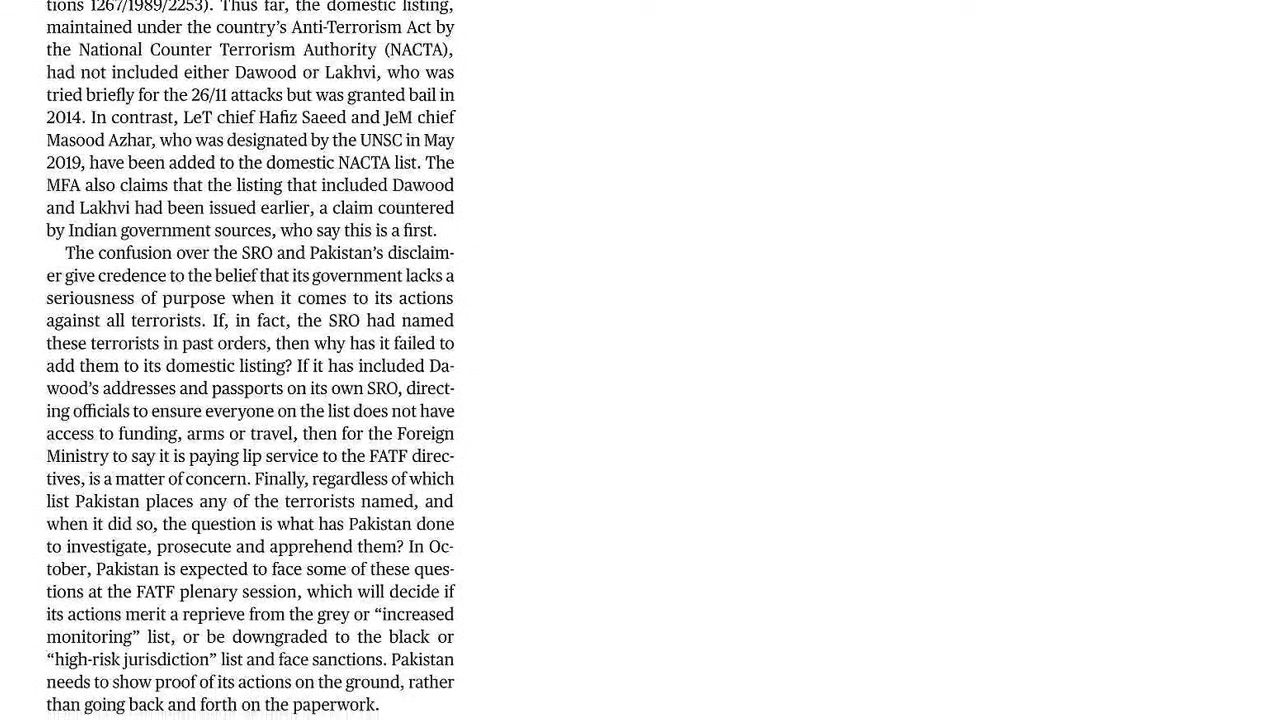 tions 1267/1989/2253). Thus far, the domestic listing,
maintained under the country’s Anti-Terrorism Act by
the National Counter Terrorism Authority (NACTA),
had not included either Dawood or Lakhvi, who was
tried briefly for the 26/11 attacks but was granted bail in
2014. In contrast, LeT chief Hafiz Saeed and JeM chief
Masood Azhar, who was designated by the UNSC in May
2019, have been added to the domestic NACTA list. The
MFA also claims that the listing that included Dawood
and Lakhvi had been issued earlier, a claim countered
by Indian government sources, who say this is a first.
The confusion over the SRO and Pakistan’s disclaim-
er give credence to the belief that its government lacks a
seriousness of purpose when it comes to its actions
against all terrorists. If, in fact, the SRO had named
these terrorists in past orders, then why has it failed to
add them to its domestic listing? If it has included Da-
wood’s addresses and passports on its own SRO, direct-
ing officials to ensure everyone on the list does not have
access to funding, arms or travel, then for the Foreign
Ministry to say it is paying lip service to the FATF direc-
tives, is a matter of concern. Finally, regardless of which
list Pakistan places any of the terrorists named, and
when it did so, the question is what has Pakistan done
to investigate, prosecute and apprehend them? In Oc-
tober, Pakistan is expected to face some of these ques-
tions at the FATF plenary session, which will decide if
its actions merit a reprieve from the grey or “increased
monitoring” list, or be downgraded to the black or
“high-risk jurisdiction” list and face sanctions. Pakistan
needs to show proof of its actions on the ground, rather
than going back and forth on the paperwork.